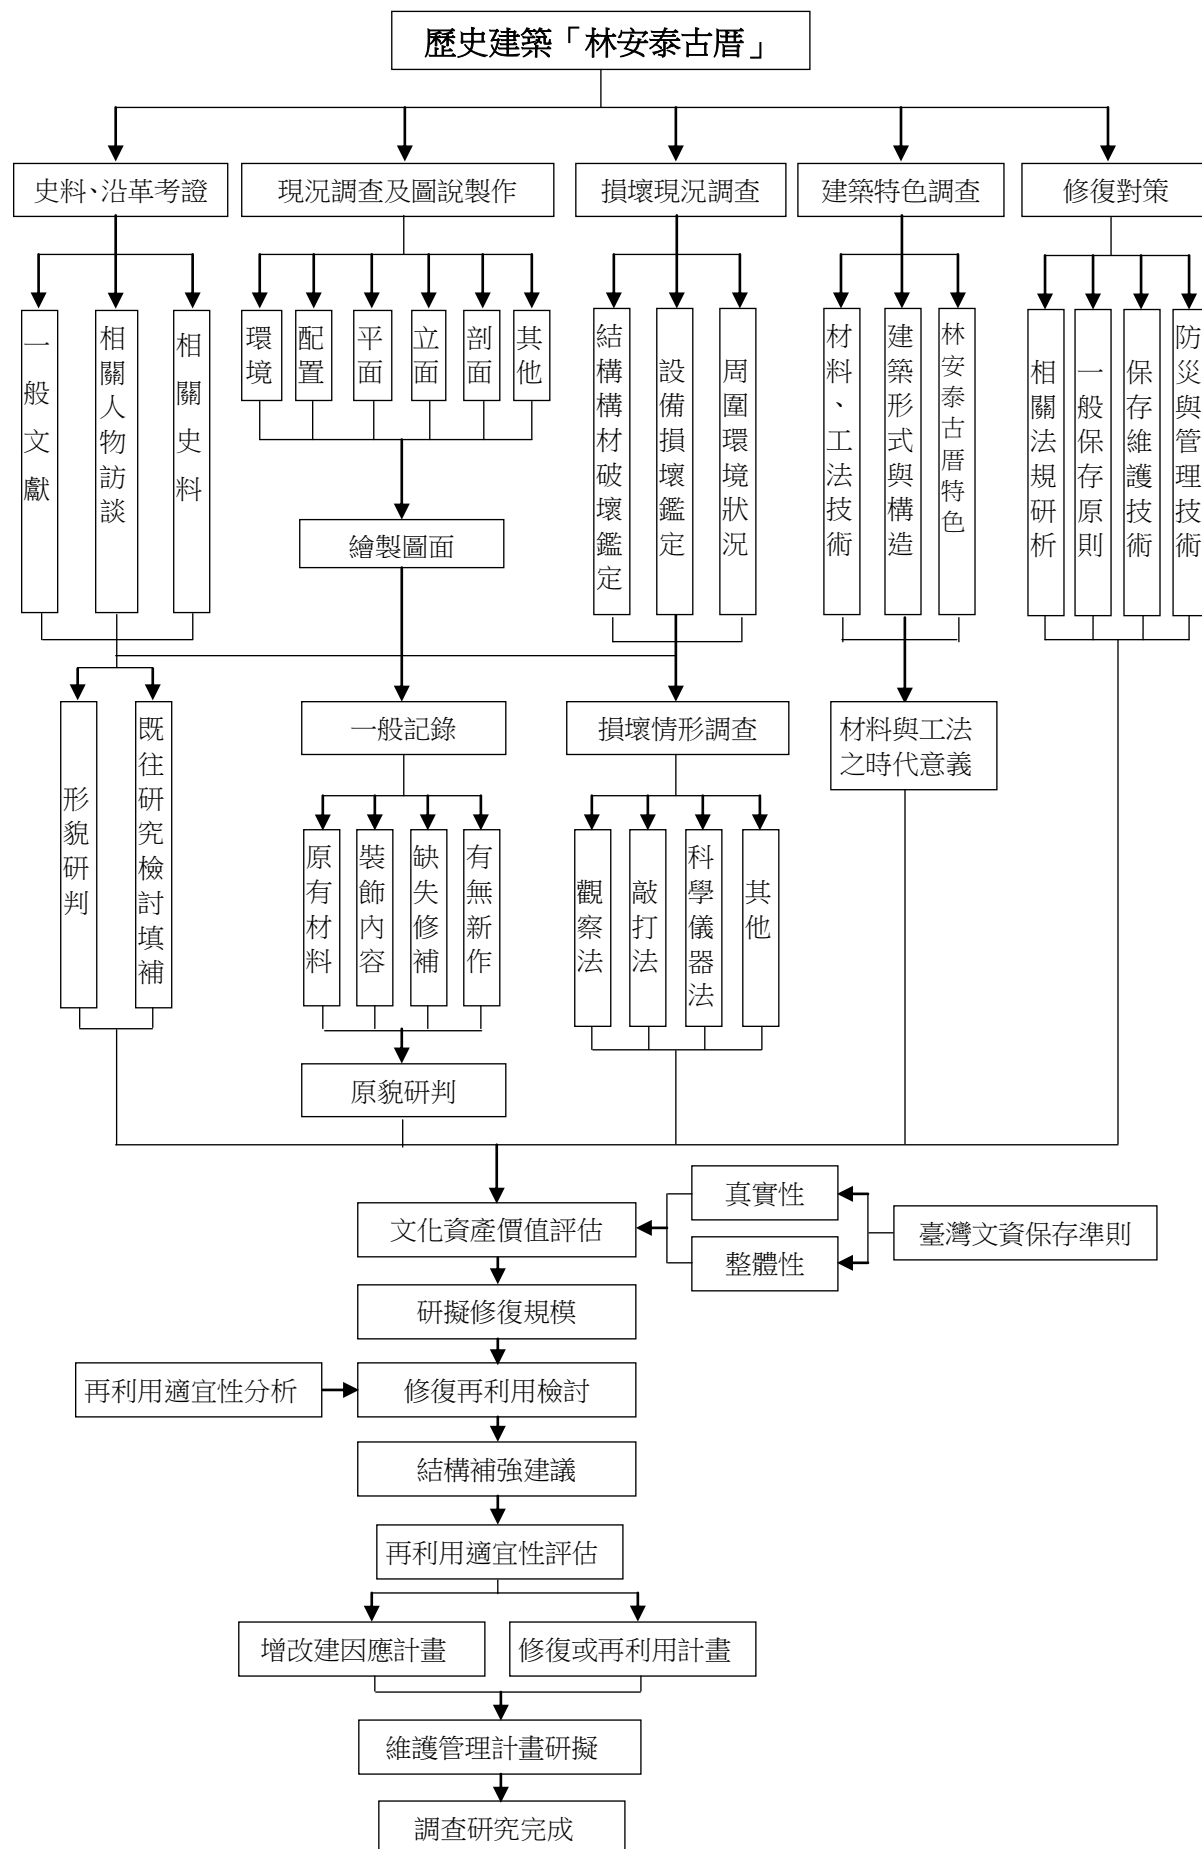 歷史建築「林安泰古厝」
史料、沿革考證
現況調查及圖說製作
損壞現況調查
建築特色調查
修復對策
一般文獻
相關人物訪談
相關史料
環境
配置
平面
立面
剖面
其他
結構構材破壞鑑定
設備損壞鑑定
周圍環境狀況
材料、工法技術
建築形式與構造
林安泰古厝特色
相關法規研析
一般保存原則
保存維護技術
防災與管理技術
繪製圖面
形貌研判
既往研究檢討填補
一般記錄
損壞情形調查
材料與工法
之時代意義
原有材料
裝飾內容
缺失修補
有無新作
觀察法
敲打法
科學儀器法
其他
原貌研判
文化資產價值評估
真實性
整體性
臺灣文資保存準則
研擬修復規模
再利用適宜性分析
修復再利用檢討
結構補強建議
再利用適宜性評估
增改建因應計畫
修復或再利用計畫
維護管理計畫研擬
調查研究完成